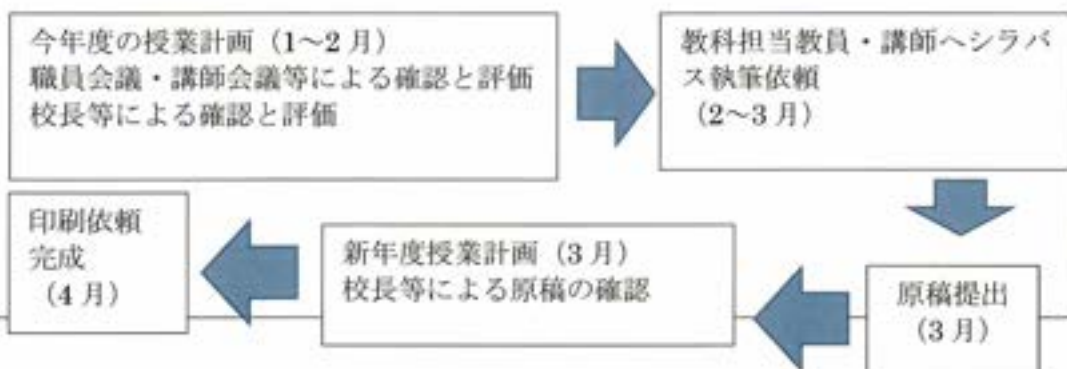 今年度の授業計画（1～2月）
職員会議・講師会議等による確認と評価
校長等による確認と評価
教科担当教員・講師へシラバ
ス執筆依頼
（2～3月）
原稿提出
（3月）
新年度授業計画（3月）
校長等による原稿の確認
印刷依頼
完成
（4月）